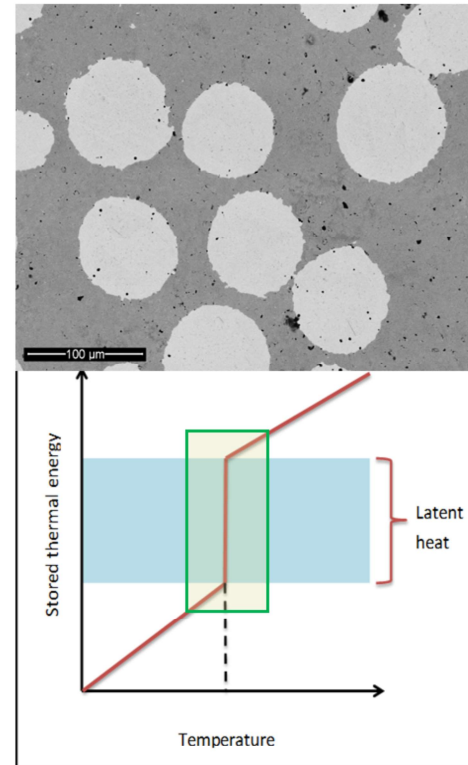 100 µm
Stored thermal energy
Latent
heat
Temperature